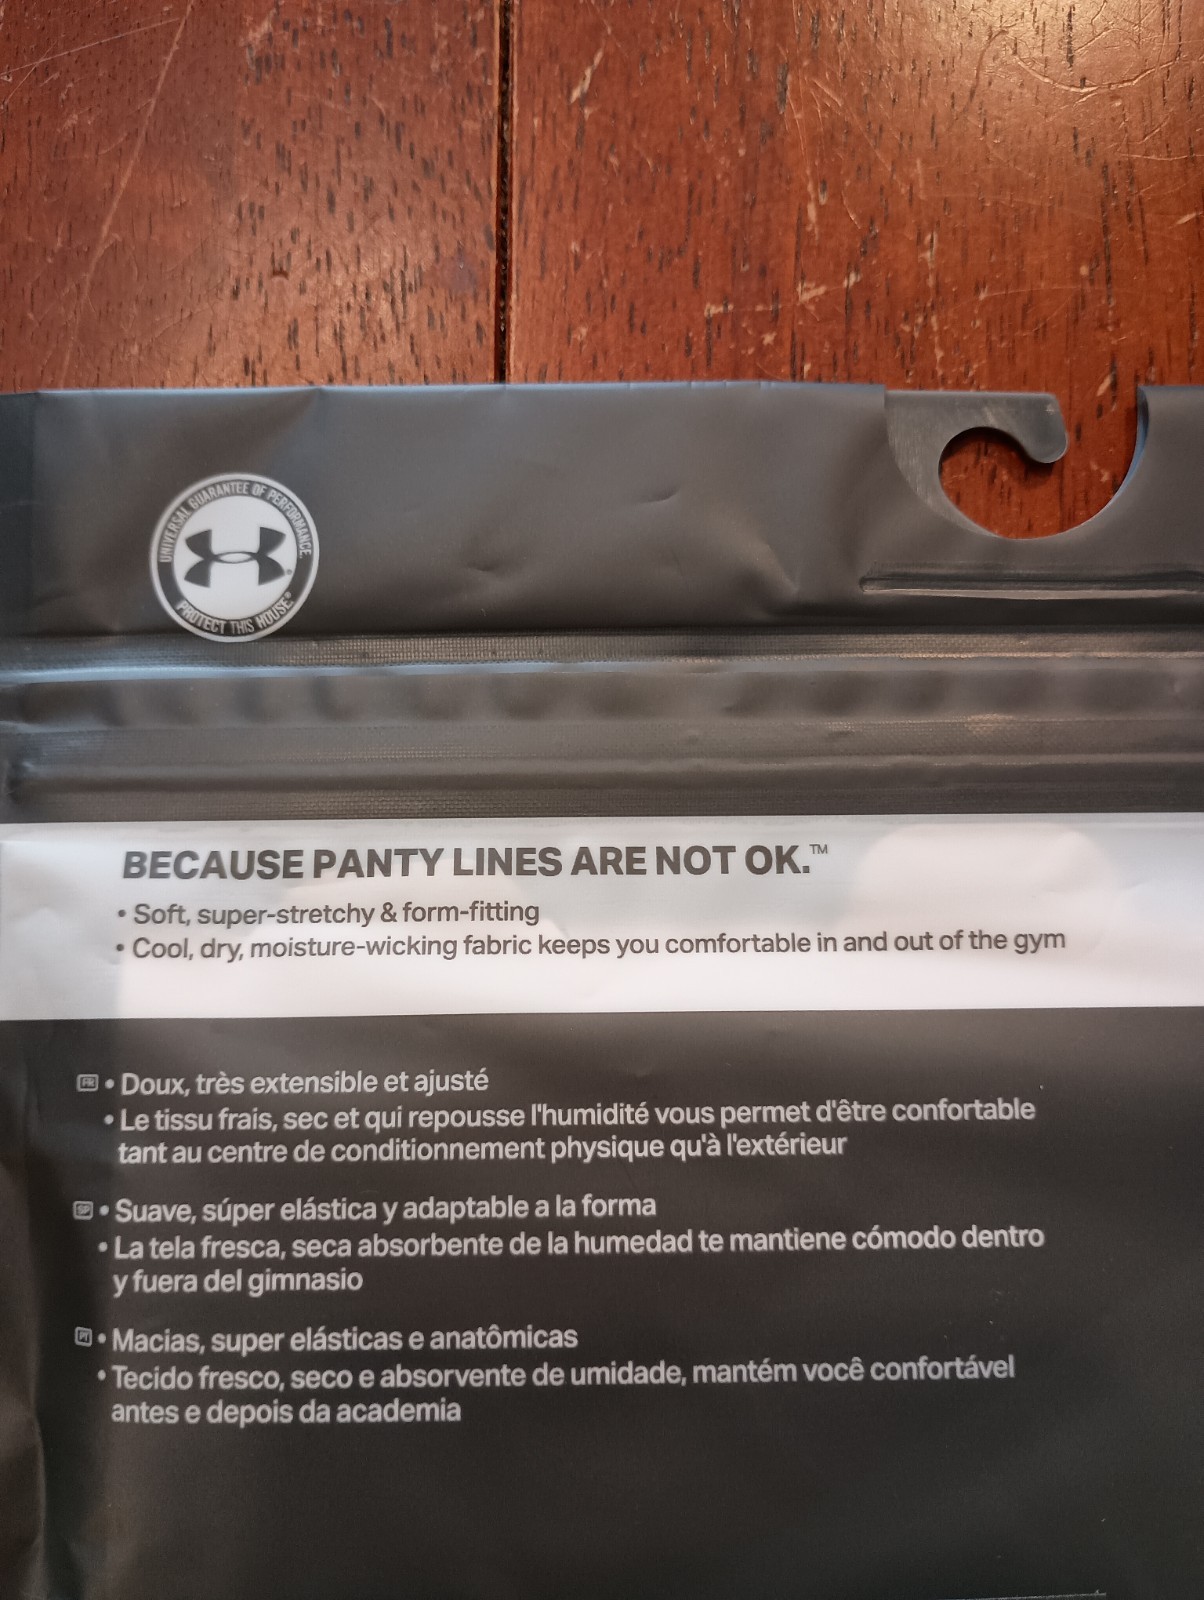 UNIVERSAL GUARANTEE OF PERFORMANCE.
PROTECT THIS HOUSE®
BECAUSE PANTY LINES ARE NOT OK.™
• Soft, super-stretchy & form-fitting
• Cool, dry, moisture-wicking fabric keeps you comfortable in and out of the gym
FR • Doux, très extensible et ajusté
• Le tissu frais, sec et qui repousse l'humidité vous permet d'être confortable
tant au centre de conditionnement physique qu'à l'extérieur
SP • Suave, súper elástica y adaptable a la forma
• La tela fresca, seca absorbente de la humedad te mantiene cómodo dentro
y fuera del gimnasio
PT • Macias, super elásticas e anatômicas
• Tecido fresco, seco e absorvente de umidade, mantém você confortável
antes e depois da academia